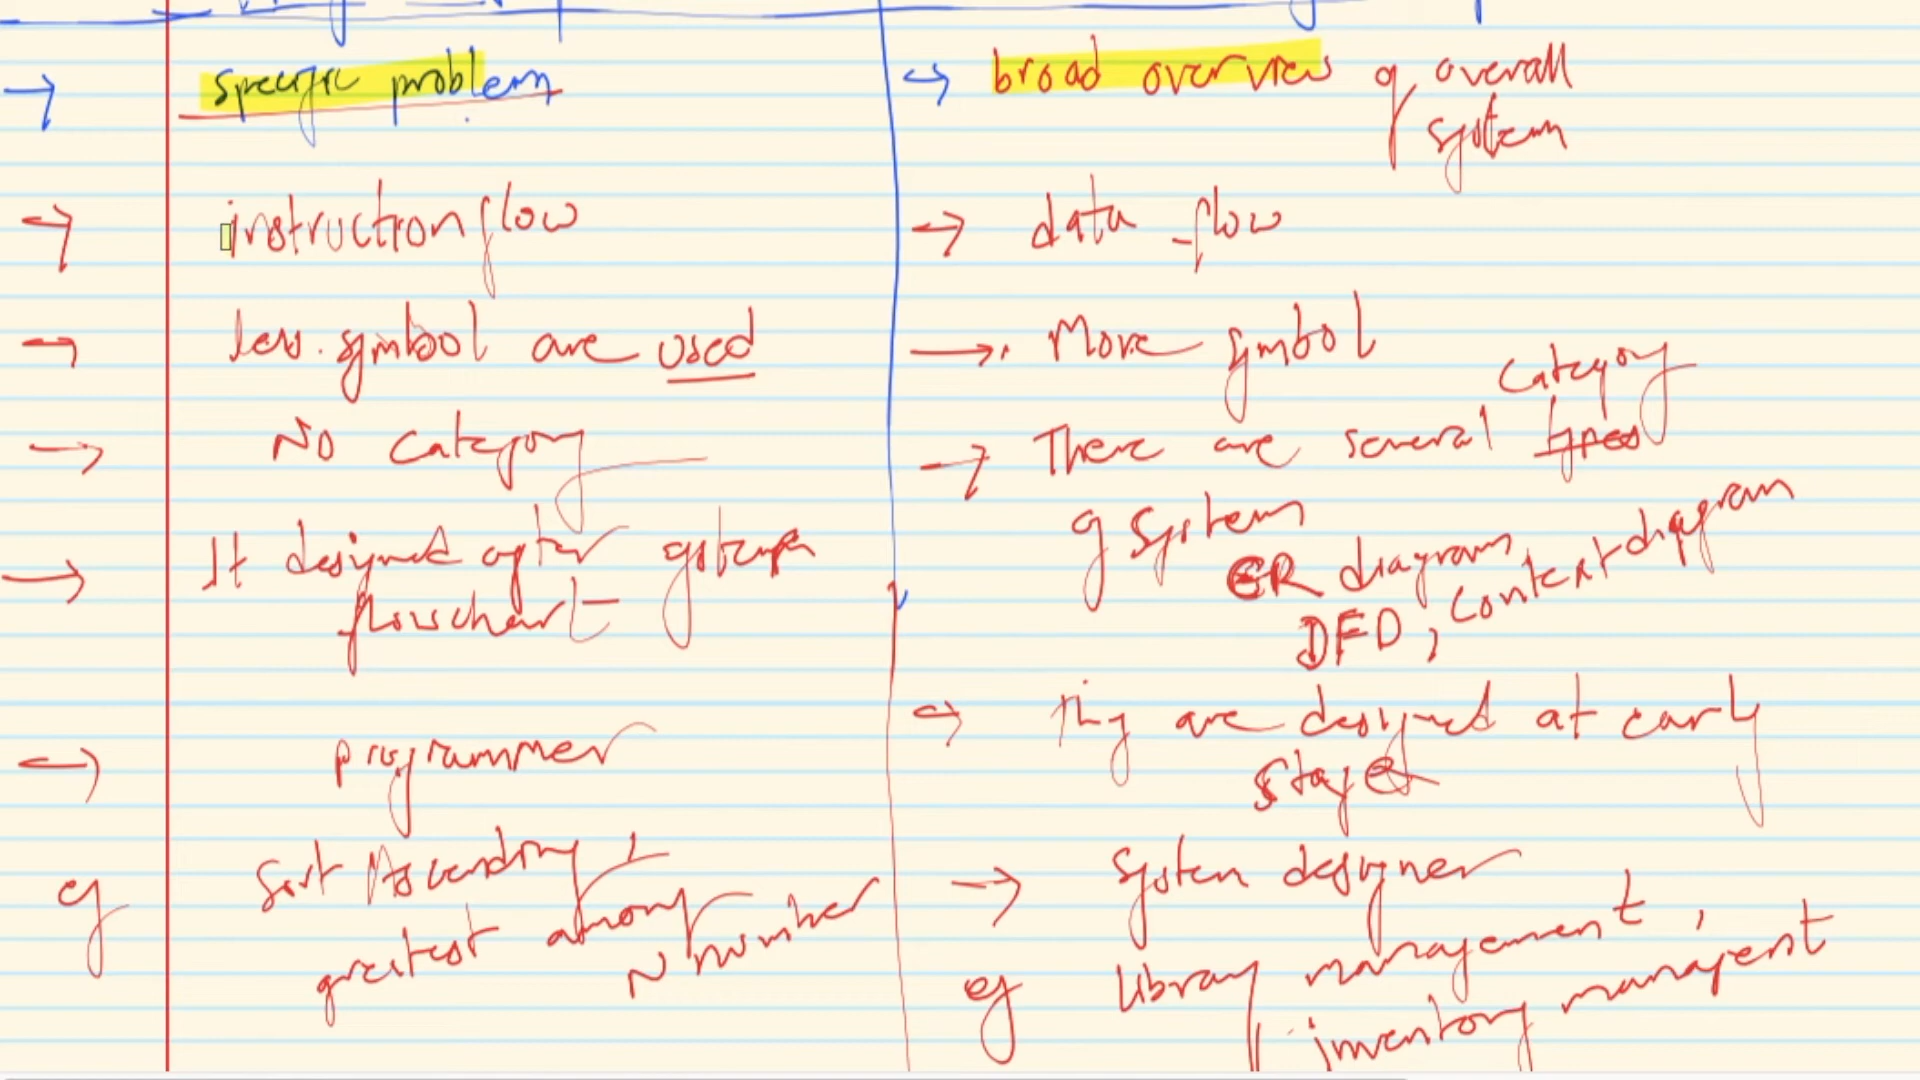 → specific problem
→ instruction flow
→ less symbol are used
→ No category
→ It designed after system
flowchart
→ programmer
eg Sort Ascending,
greatest among
N number
→ broad overview of overall
system
→ data flow
→ More symbol
→ There are several types category
of system
ER diagram,
DFD, context diagram
→ They are designed at early
stage
→ System designer
eg library management,
inventory management